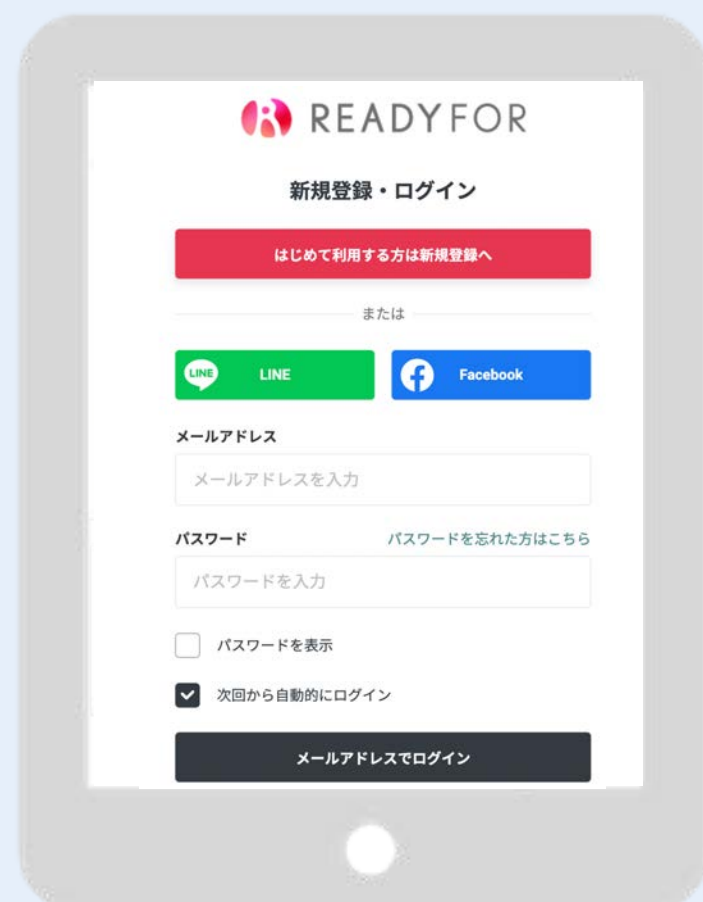 READYFOR
新規登録・ログイン
はじめて利用する方は新規登録へ
または
LINE LINE Facebook
メールアドレス
メールアドレスを入力
パスワード パスワードを忘れた方はこちら
パスワードを入力
パスワードを表示
次回から自動的にログイン
メールアドレスでログイン